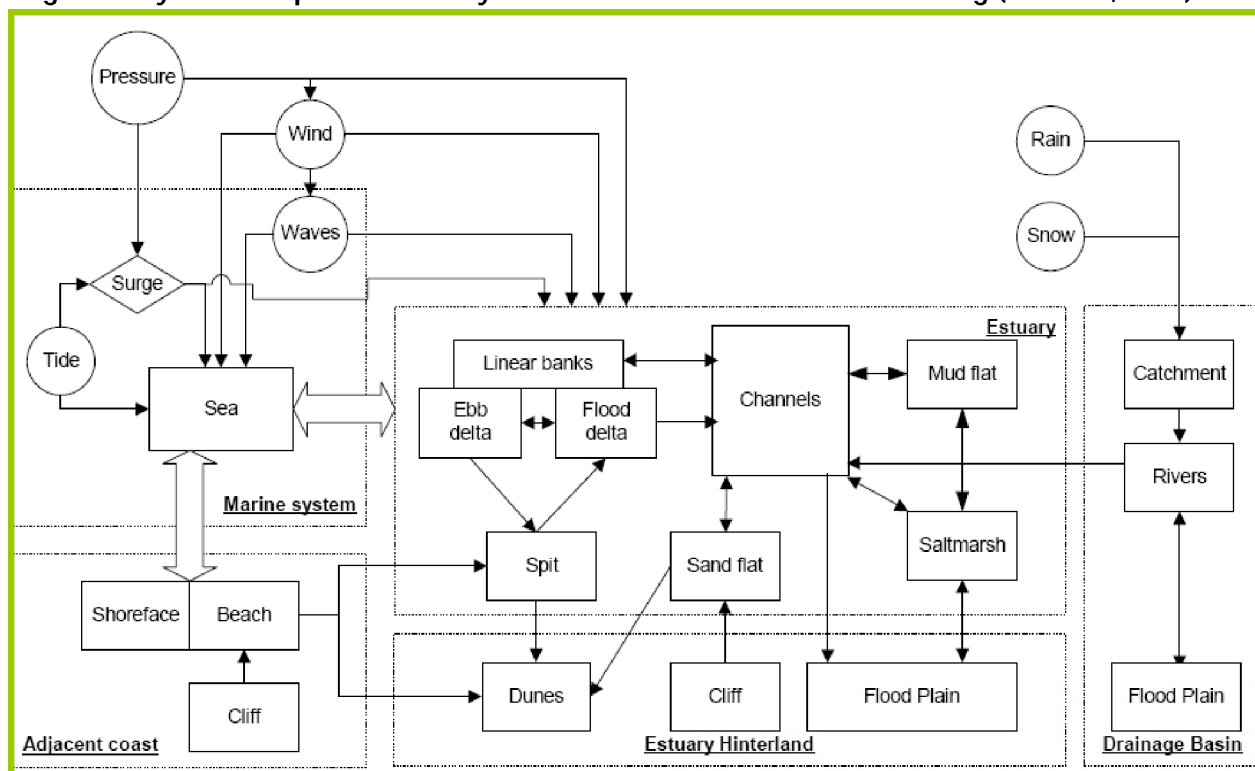 Pressure
Wind
Rain
Waves
Snow
Surge
Estuary
Tide
Linear banks
Mud flat
Catchment
Sea
Channels
Ebb
delta
Flood
delta
Rivers
Marine system
Saltmarsh
Spit
Sand flat
Shoreface
Beach
Dunes
Cliff
Flood Plain
Flood Plain
Cliff
Adjacent coast
Estuary Hinterland
Drainage Basin